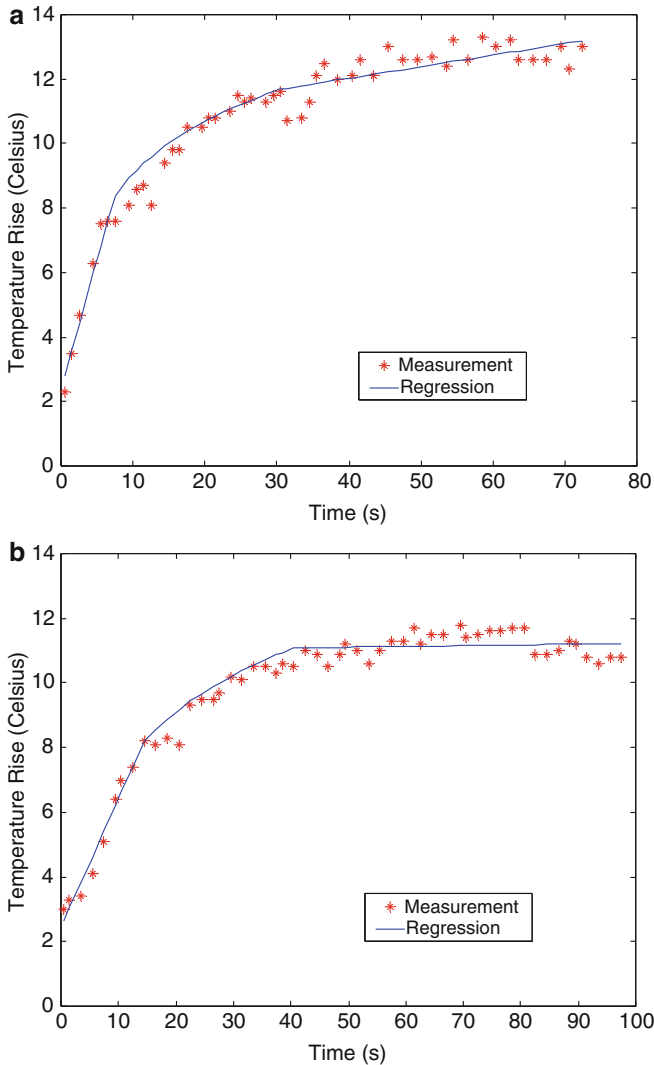 a
14
12
10
8
6
4
2
0
Temperature Rise (Celsius)
Measurement
Regression
0 10 20 30 40 50 60 70 80
Time (s)
b
14
12
10
8
6
4
2
0
Temperature Rise (Celsius)
Measurement
Regression
0 10 20 30 40 50 60 70 80 90 100
Time (s)